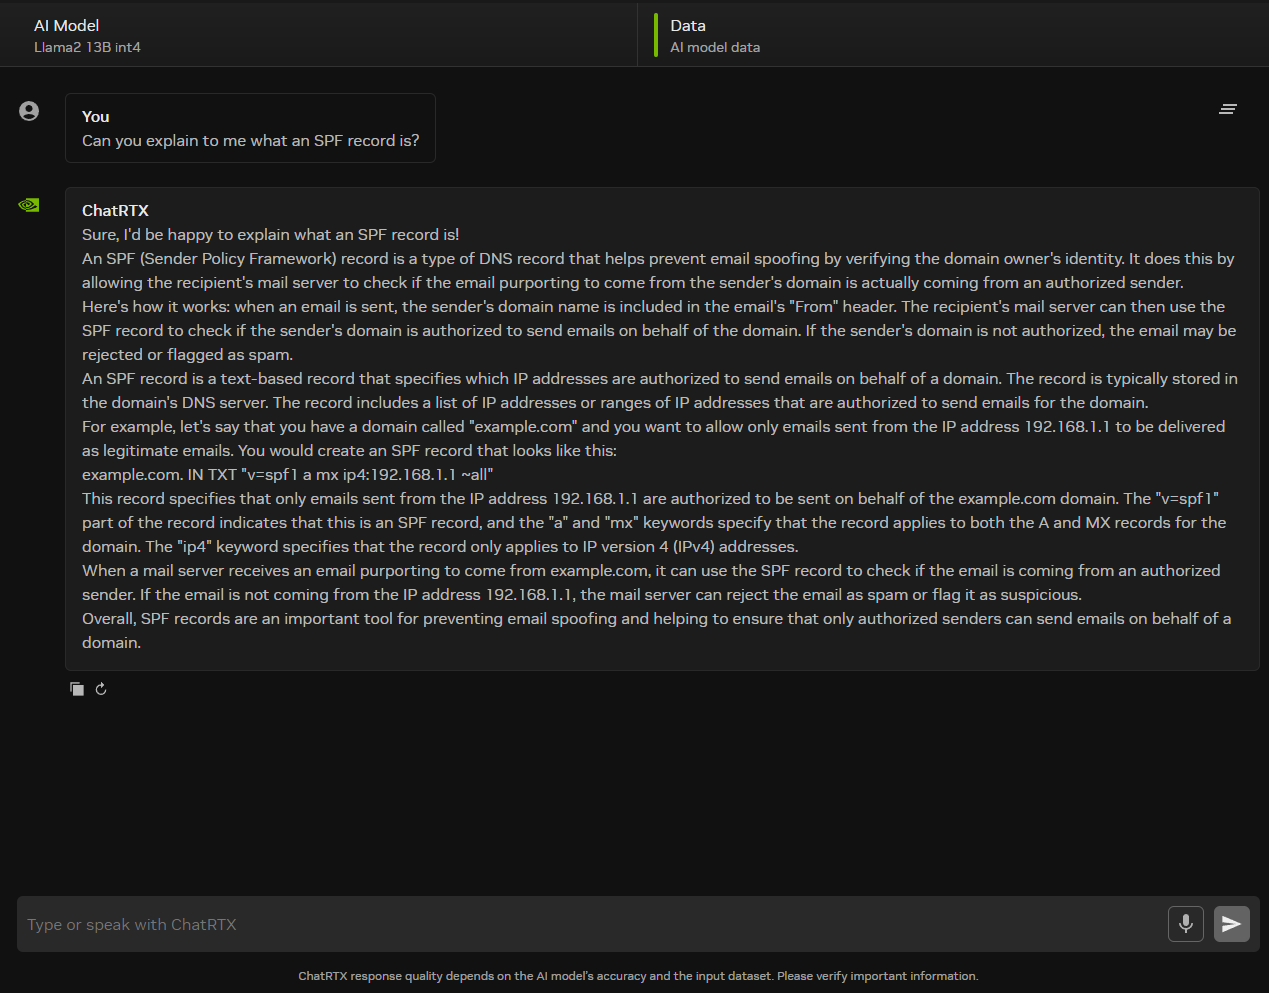 AI Model
Llama2 13B int4
Data
AI model data
You
Can you explain to me what an SPF record is?
ChatRTX
Sure, I'd be happy to explain what an SPF record is!
An SPF (Sender Policy Framework) record is a type of DNS record that helps prevent email spoofing by verifying the domain owner's identity. It does this by
allowing the recipient's mail server to check if the email purporting to come from the sender's domain is actually coming from an authorized sender.
Here's how it works: when an email is sent, the sender's domain name is included in the email's "From" header. The recipient's mail server can then use the
SPF record to check if the sender's domain is authorized to send emails on behalf of the domain. If the sender's domain is not authorized, the email may be
rejected or flagged as spam.
An SPF record is a text-based record that specifies which IP addresses are authorized to send emails on behalf of a domain. The record is typically stored in
the domain's DNS server. The record includes a list of IP addresses or ranges of IP addresses that are authorized to send emails for the domain.
For example, let's say that you have a domain called "example.com" and you want to allow only emails sent from the IP address 192.168.1.1 to be delivered
as legitimate emails. You would create an SPF record that looks like this:
example.com. IN TXT "v=spf1 a mx ip4:192.168.1.1 ~all"
This record specifies that only emails sent from the IP address 192.168.1.1 are authorized to be sent on behalf of the example.com domain. The "v=spf1"
part of the record indicates that this is an SPF record, and the "a" and "mx" keywords specify that the record applies to both the A and MX records for the
domain. The "ip4" keyword specifies that the record only applies to IP version 4 (IPv4) addresses.
When a mail server receives an email purporting to come from example.com, it can use the SPF record to check if the email is coming from an authorized
sender. If the email is not coming from the IP address 192.168.1.1, the mail server can reject the email as spam or flag it as suspicious.
Overall, SPF records are an important tool for preventing email spoofing and helping to ensure that only authorized senders can send emails on behalf of a
domain.
Type or speak with ChatRTX
ChatRTX response quality depends on the AI model's accuracy and the input dataset. Please verify important information.